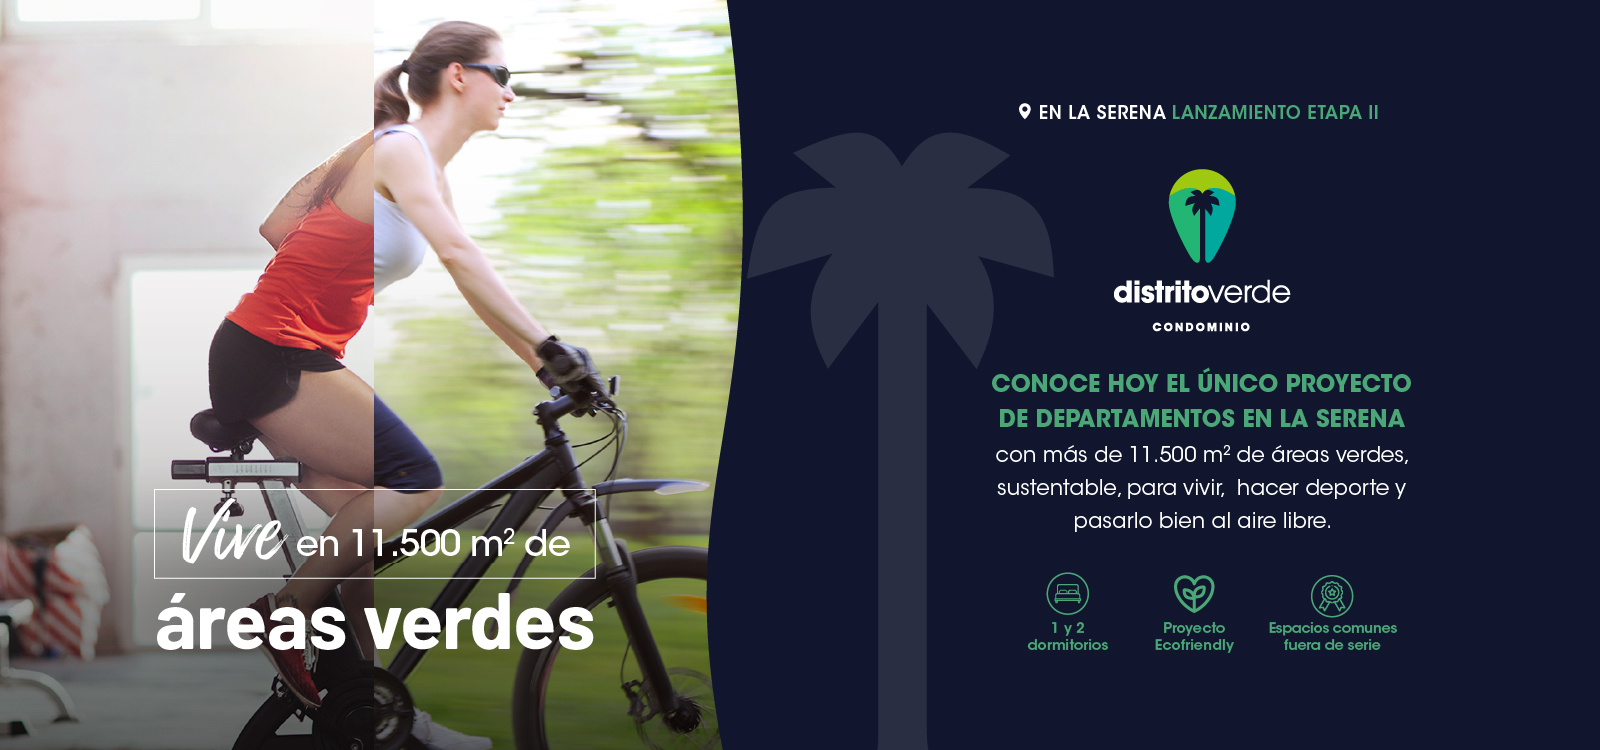 Vive en 11.500 m² de
áreas verdes
EN LA SERENA LANZAMIENTO ETAPA II
distritoverde
CONDOMINIO
CONOCE HOY EL ÚNICO PROYECTO
DE DEPARTAMENTOS EN LA SERENA
con más de 11.500 m² de áreas verdes,
sustentable, para vivir, hacer deporte y
pasarlo bien al aire libre.
1 y 2
dormitorios
Proyecto
Ecofriendly
Espacios comunes
fuera de serie